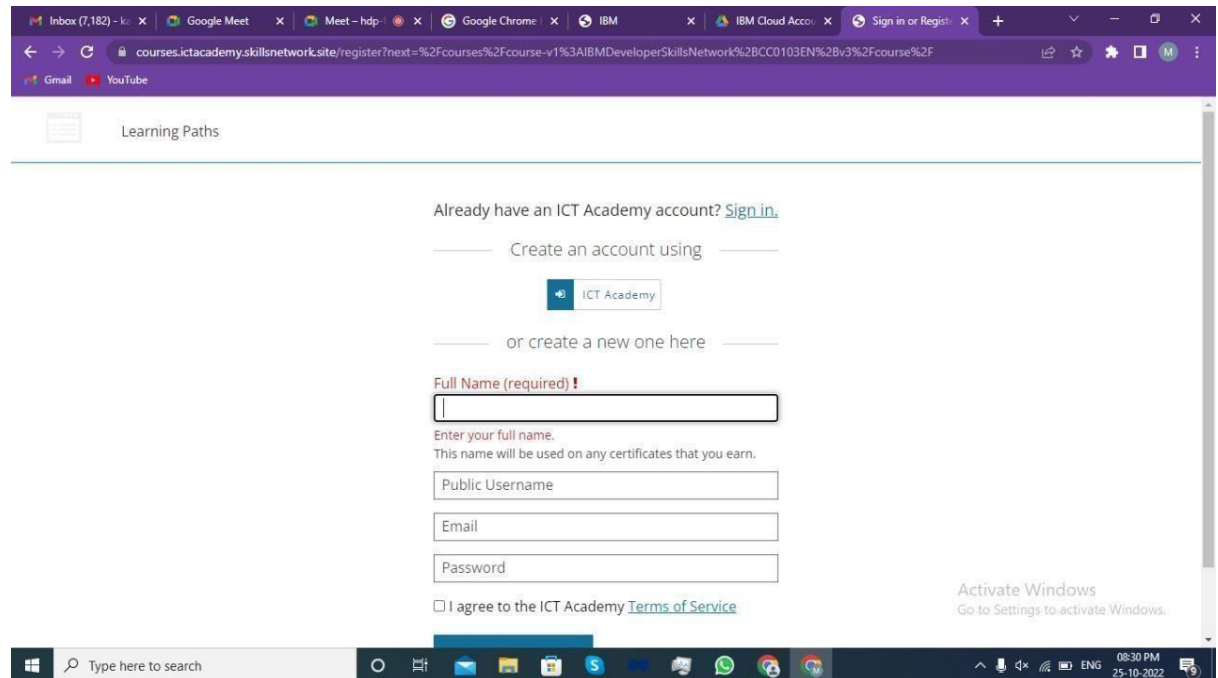 Inbox (7,182) - ka
Google Meet
Meet – hdp-
Google Chrome
IBM
IBM Cloud Accou
Sign in or Registe
courses.ictacademy.skillsnetwork.site/register?next=%2Fcourses%2Fcourse-v1%3AIBMDeveloperSkillsNetwork%2BCC0103EN%2Bv3%2Fcourse%2F
M
Gmail
YouTube
Learning Paths
Already have an ICT Academy account? Sign in.
Create an account using
ICT Academy
or create a new one here
Full Name (required) !
Enter your full name.
This name will be used on any certificates that you earn.
Public Username
Email
Password
I agree to the ICT Academy Terms of Service
Activate Windows
Go to Settings to activate Windows.
Type here to search
ENG
08:30 PM
25-10-2022
9